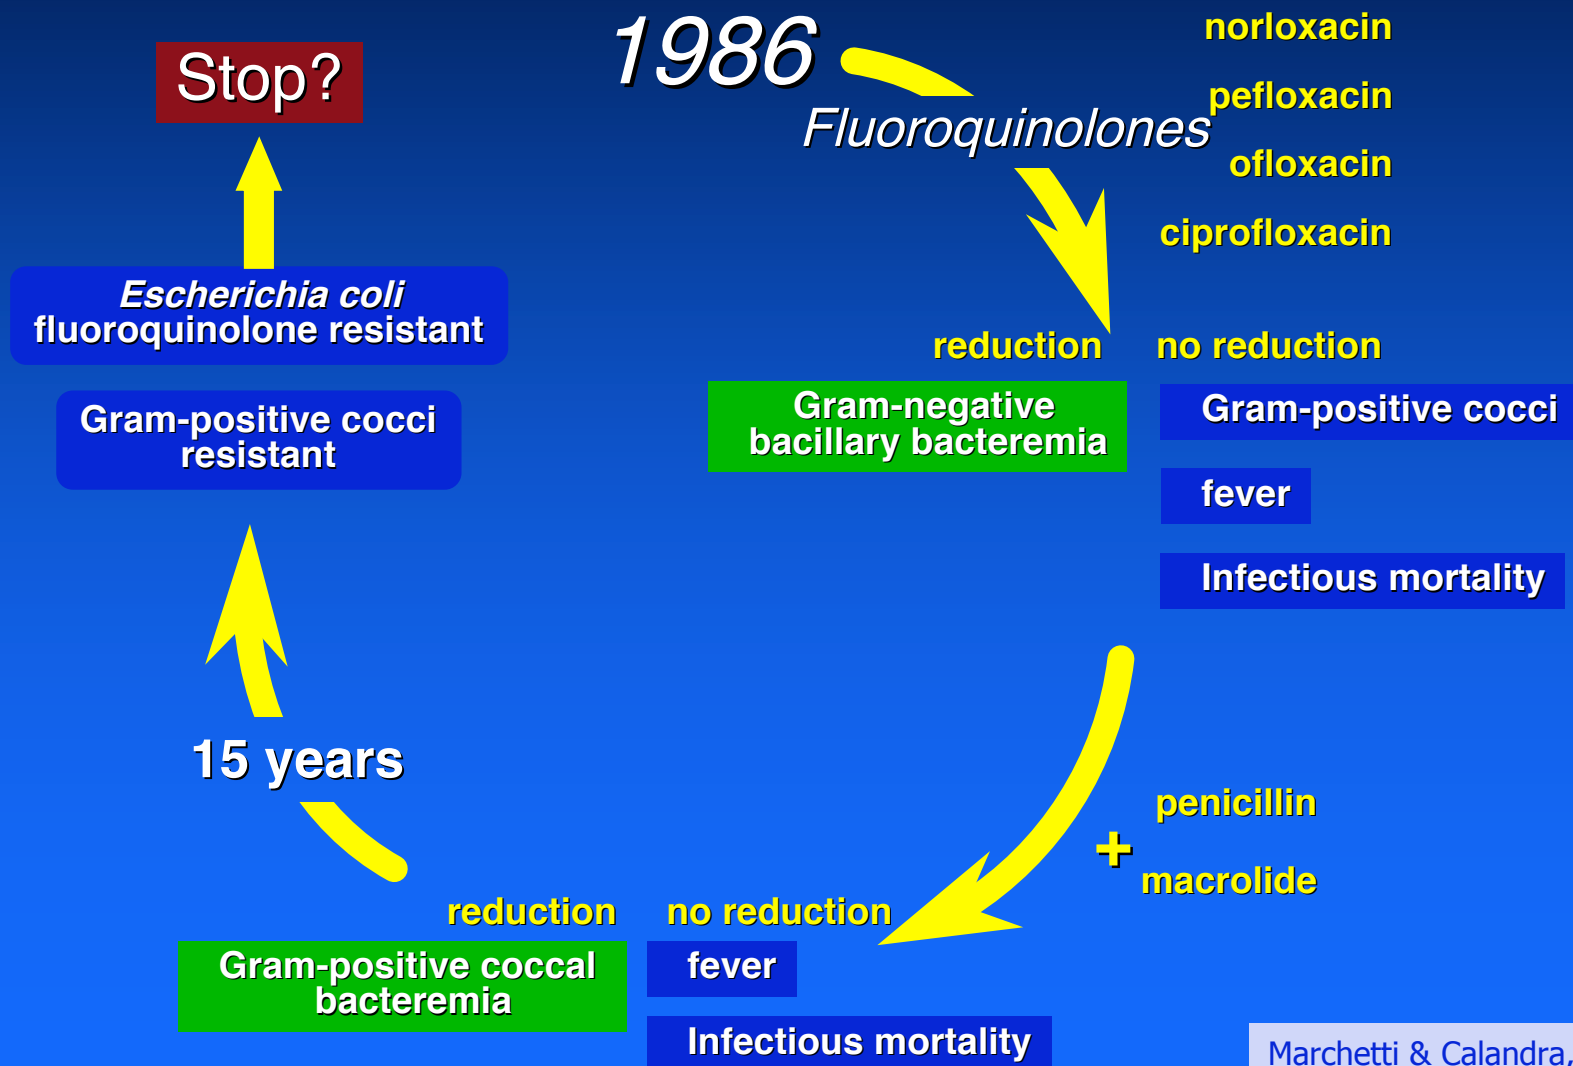 1986
Fluoroquinolones
norloxacin
pefloxacin
ofloxacin
ciprofloxacin
reduction
no reduction
Gram-negative
bacillary bacteremia
Gram-positive cocci
fever
Infectious mortality
penicillin
+
macrolide
reduction
no reduction
Gram-positive coccal
bacteremia
fever
Infectious mortality
15 years
Gram-positive cocci
resistant
Escherichia coli
fluoroquinolone resistant
Stop?
Marchetti & Calandra,